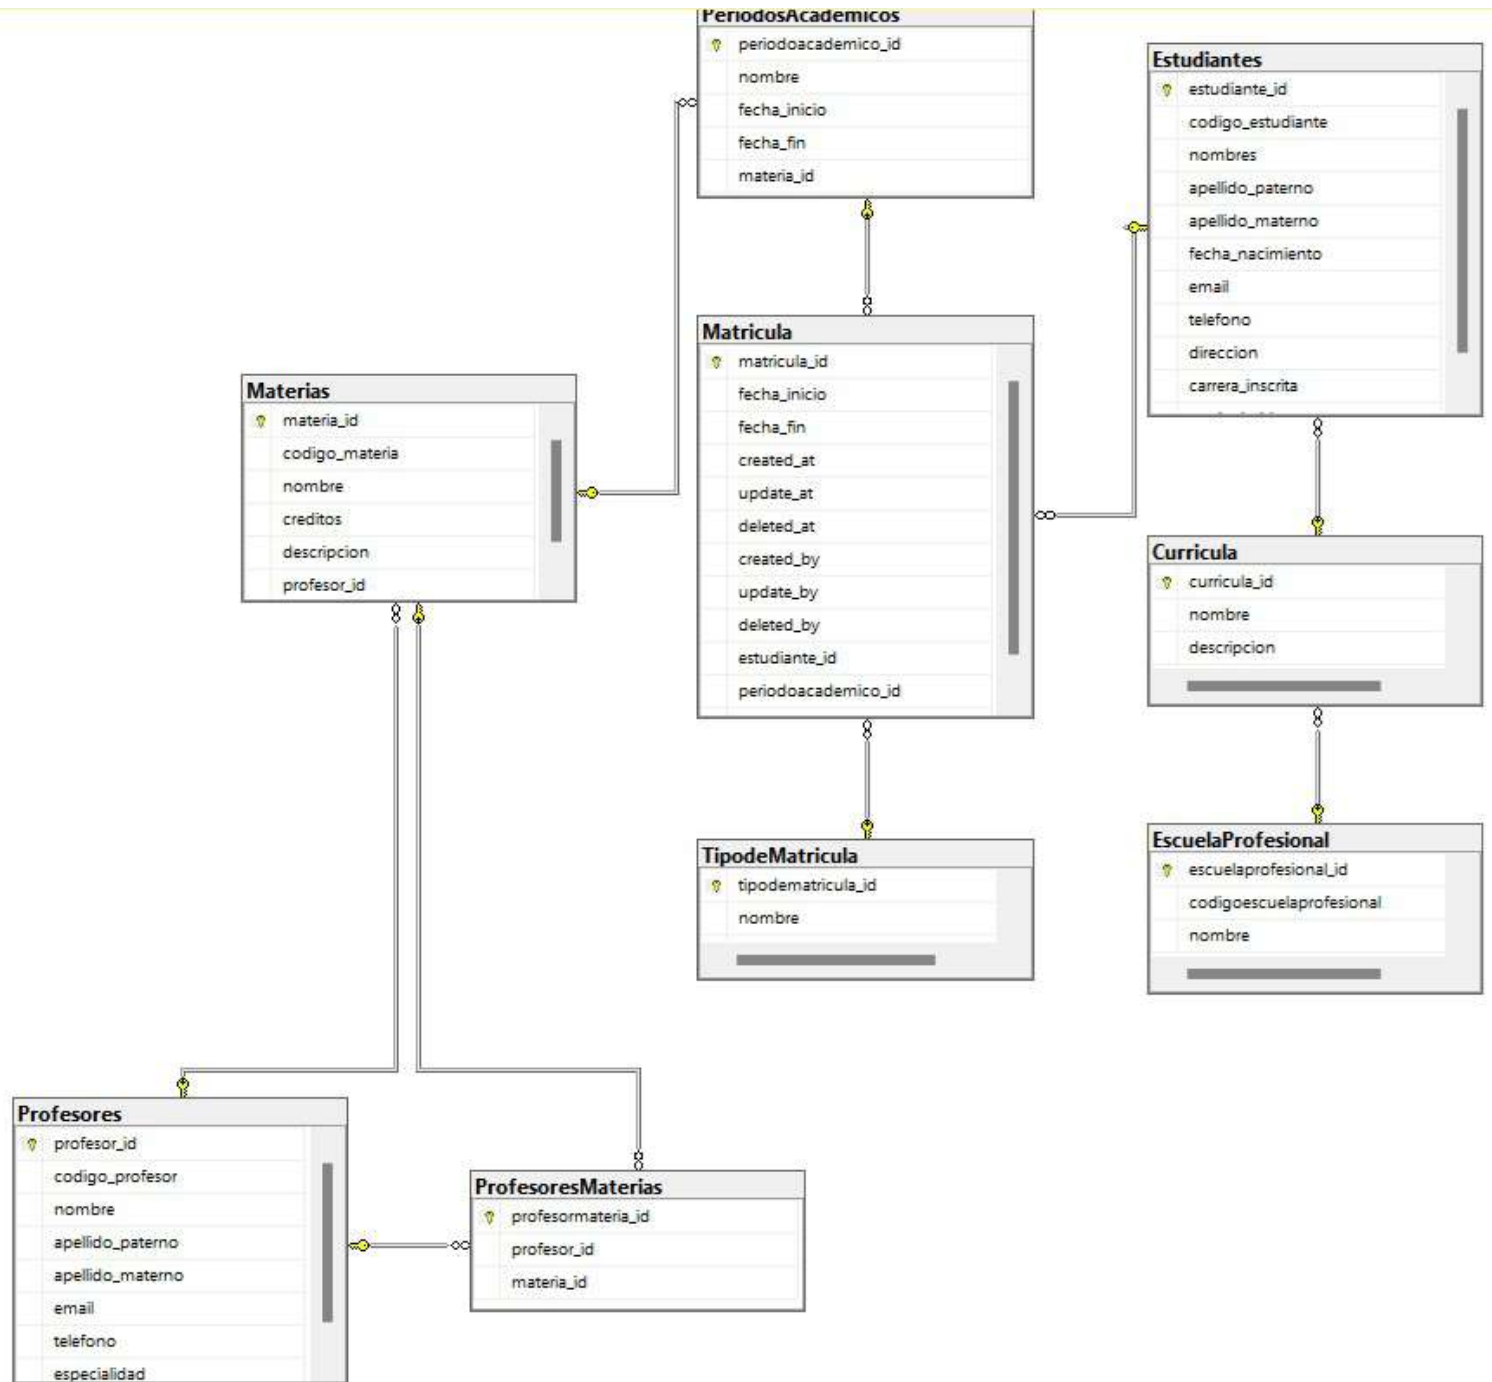 PeriodosAcademicos
periodoacademico_id
nombre
fecha_inicio
fecha_fin
materia_id
Estudiantes
estudiante_id
codigo_estudiante
nombres
apellido_paterno
apellido_materno
fecha_nacimiento
email
telefono
direccion
carrera_inscrita
Matricula
matricula_id
fecha_inicio
fecha_fin
created_at
update_at
deleted_at
created_by
update_by
deleted_by
estudiante_id
periodoacademico_id
Materias
materia_id
codigo_materia
nombre
creditos
descripcion
profesor_id
Curricula
curricula_id
nombre
descripcion
TipodeMatricula
tipodematricula_id
nombre
EscuelaProfesional
escuelaprofesional_id
codigoescuelaprofesional
nombre
Profesores
profesor_id
codigo_profesor
nombre
apellido_paterno
apellido_materno
email
telefono
especialidad
ProfesoresMaterias
profesormateria_id
profesor_id
materia_id